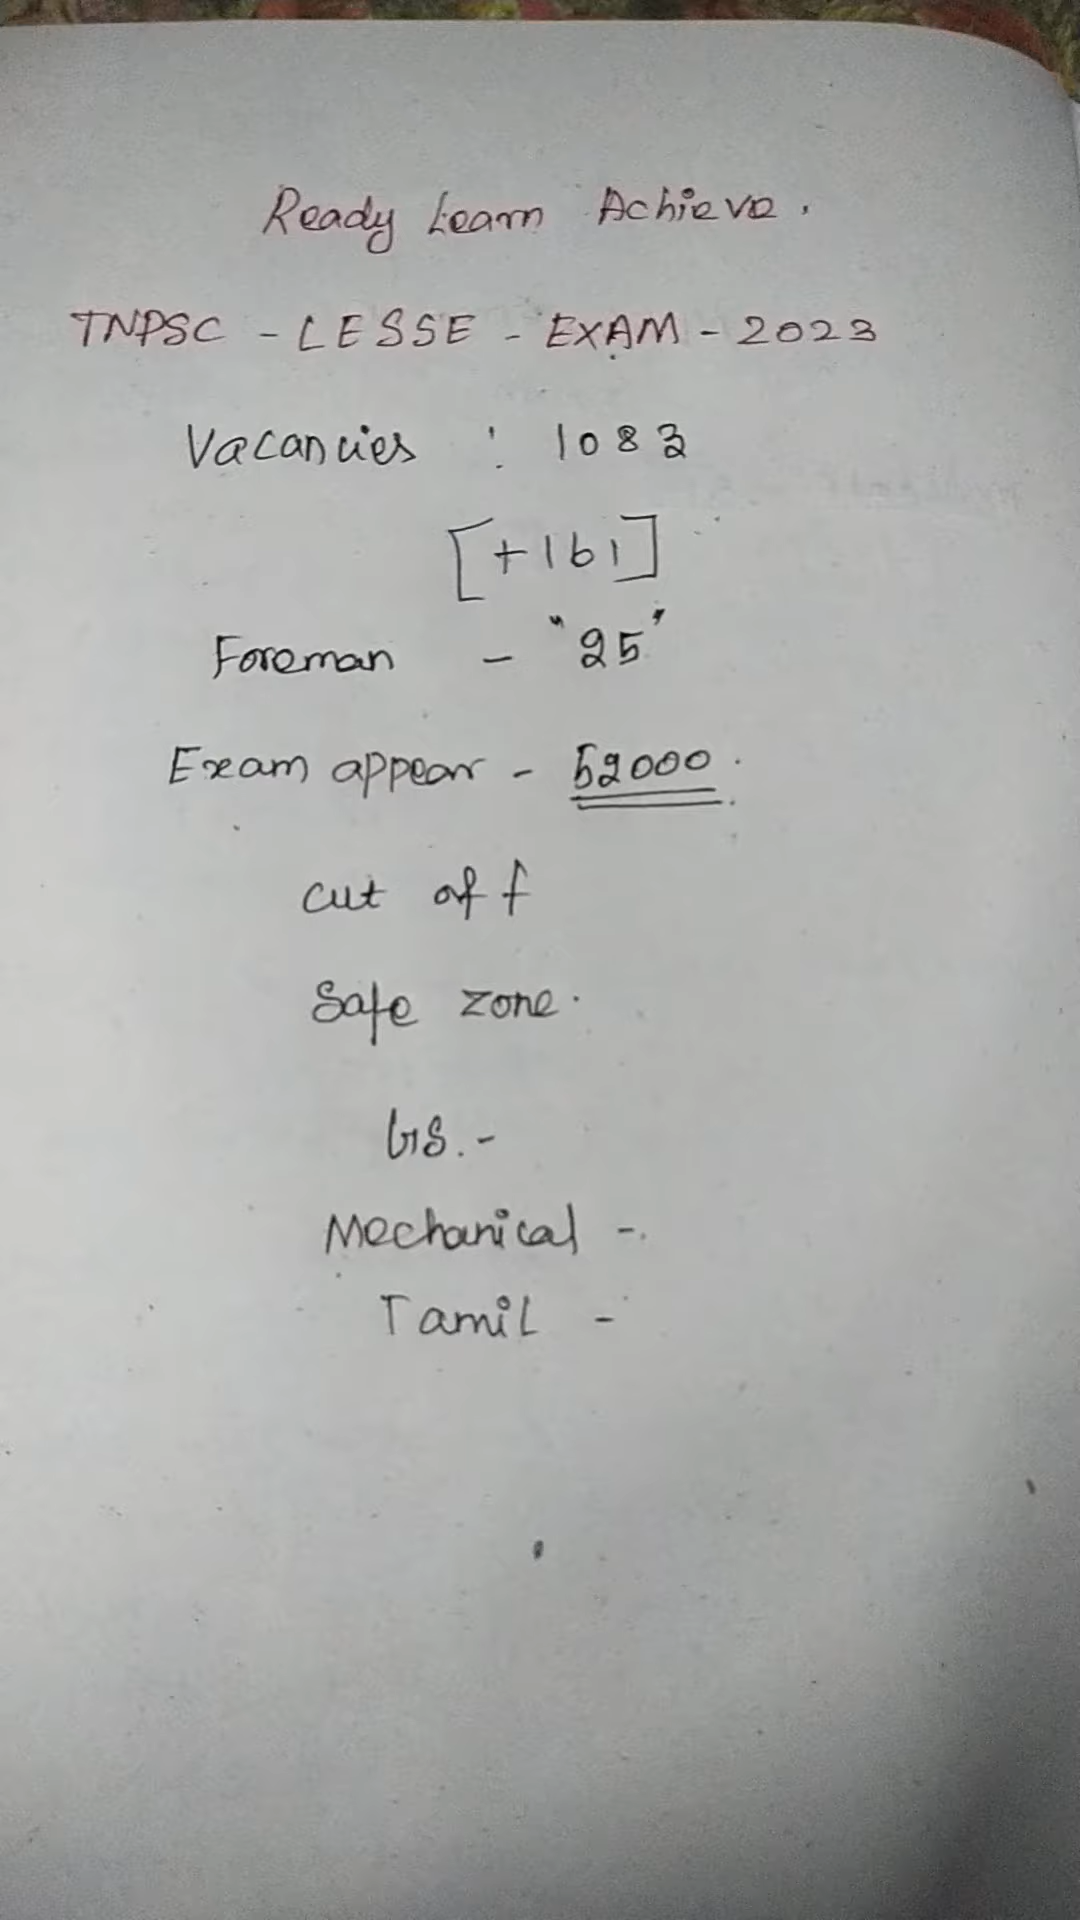 Ready Learn Achieve.
TNPSC - LESSE - EXAM - 2023
Vacancies : 1083
[+161]
Foreman - "25"
Exam appear - 52000.
cut off
Safe zone.
GS. -
Mechanical -.
Tamil -